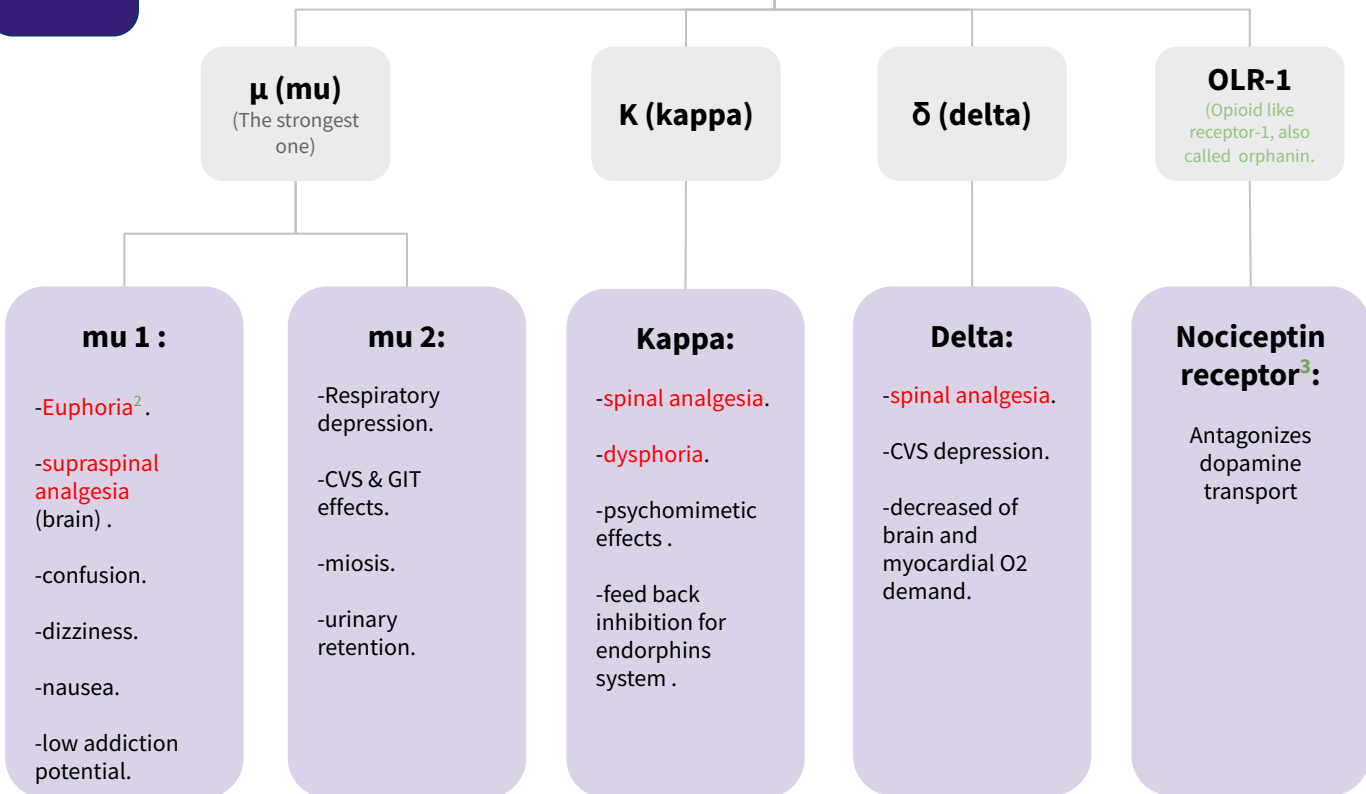 µ (mu)
(The strongest
one)
K (kappa)
δ (delta)
OLR-1
(Opioid like
receptor-1, also
called orphanin.
mu 1 :
-Euphoria².
-supraspinal
analgesia
(brain) .
-confusion.
-dizziness.
-nausea.
-low addiction
potential.
mu 2:
-Respiratory
depression.
-CVS & GIT
effects.
-miosis.
-urinary
retention.
Kappa:
-spinal analgesia.
-dysphoria.
-psychomimetic
effects .
-feed back
inhibition for
endorphins
system .
Delta:
-spinal analgesia.
-CVS depression.
-decreased of
brain and
myocardial O2
demand.
Nociceptin
receptor³:
Antagonizes
dopamine
transport